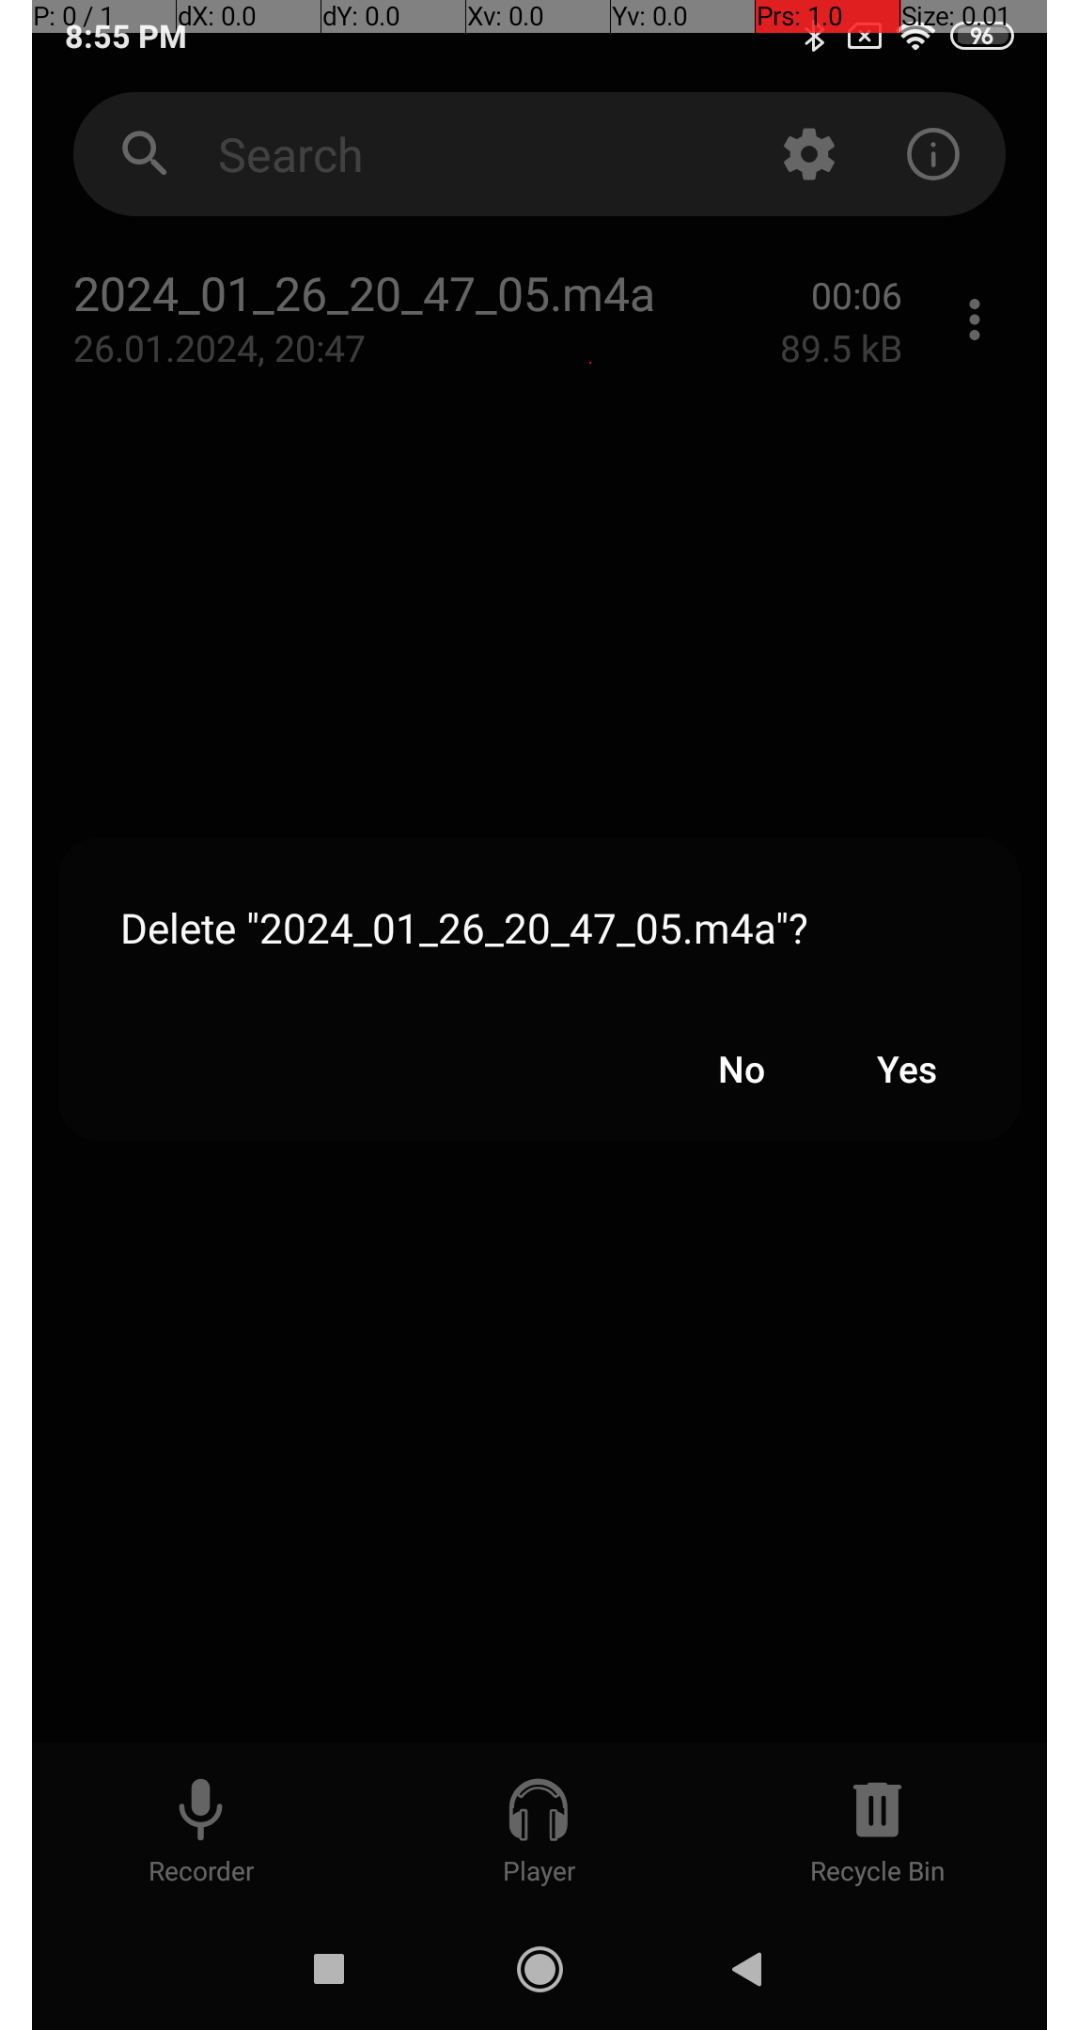 P: 0 / 1 dX: 0.0 dY: 0.0 Xv: 0.0 Yv: 0.0 Prs: 1.0 Size: 0.01
8:55 PM 96
Search
2024_01_26_20_47_05.m4a 00:06
26.01.2024, 20:47 89.5 kB
Delete "2024_01_26_20_47_05.m4a"?
No Yes
Recorder Player Recycle Bin